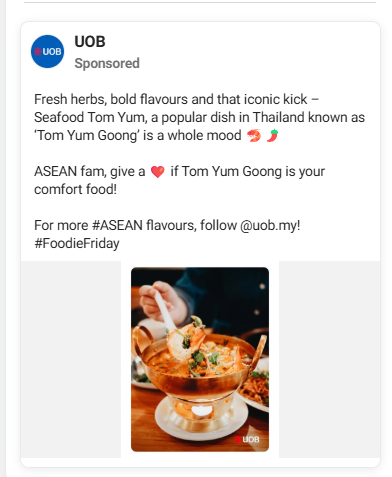 UOB
UOB
Sponsored
Fresh herbs, bold flavours and that iconic kick –
Seafood Tom Yum, a popular dish in Thailand known as
‘Tom Yum Goong’ is a whole mood 🦐 🌶️
ASEAN fam, give a ❤️ if Tom Yum Goong is your
comfort food!
For more #ASEAN flavours, follow @uob.my!
#FoodieFriday
UOB